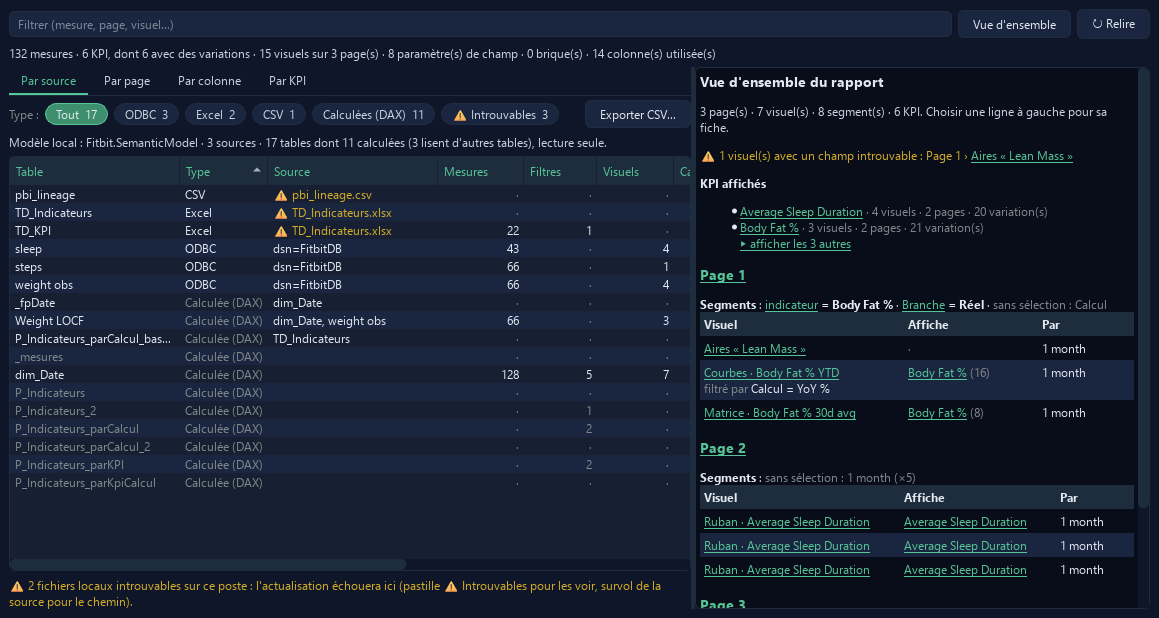 Filtrer (mesure, page, visuel...)
Vue d'ensemble
↻ Relire
132 mesures · 6 KPI, dont 6 avec des variations · 15 visuels sur 3 page(s) · 8 paramètre(s) de champ · 0 brique(s) · 14 colonne(s) utilisée(s)
Par source Par page Par colonne Par KPI
Type : Tout 17 ODBC 3 Excel 2 CSV 1 Calculées (DAX) 11 ⚠ Introuvables 3 Exporter CSV...
Modèle local : Fitbit.SemanticModel · 3 sources · 17 tables dont 11 calculées (3 lisent d'autres tables), lecture seule.
Table Type Source Mesures Filtres Visuels Ca
pbi_lineage CSV ⚠ pbi_lineage.csv · · ·
TD_Indicateurs Excel ⚠ TD_Indicateurs.xlsx · · ·
TD_KPI Excel ⚠ TD_Indicateurs.xlsx 22 1 ·
sleep ODBC dsn=FitbitDB 43 · 4
steps ODBC dsn=FitbitDB 66 · 1
weight obs ODBC dsn=FitbitDB 66 · 4
_fpDate Calculée (DAX) dim_Date · · ·
Weight LOCF Calculée (DAX) dim_Date, weight obs 66 · 3
P_Indicateurs_parCalcul_bas... Calculée (DAX) TD_Indicateurs · · ·
_mesures Calculée (DAX) · · ·
dim_Date Calculée (DAX) 128 5 7
P_Indicateurs Calculée (DAX) · · ·
P_Indicateurs_2 Calculée (DAX) · 1 ·
P_Indicateurs_parCalcul Calculée (DAX) · 2 ·
P_Indicateurs_parCalcul_2 Calculée (DAX) · · ·
P_Indicateurs_parKPI Calculée (DAX) · 2 ·
P_Indicateurs_parKpiCalcul Calculée (DAX) · · ·
⚠ 2 fichiers locaux introuvables sur ce poste : l'actualisation échouera ici (pastille ⚠ Introuvables pour les voir, survol de la
source pour le chemin).
Vue d'ensemble du rapport
3 page(s) · 7 visuel(s) · 8 segment(s) · 6 KPI. Choisir une ligne à gauche pour sa
fiche.
⚠ 1 visuel(s) avec un champ introuvable : Page 1 › Aires « Lean Mass »
KPI affichés
• Average Sleep Duration · 4 visuels · 2 pages · 20 variation(s)
• Body Fat % · 3 visuels · 2 pages · 21 variation(s)
▸ afficher les 3 autres
Page 1
Segments : indicateur = Body Fat % · Branche = Réel · sans sélection : Calcul
Visuel Affiche Par
Aires « Lean Mass » · 1 month
Courbes · Body Fat % YTD Body Fat % (16) 1 month
filtré par Calcul = YoY %
Matrice · Body Fat % 30d avg Body Fat % (8) 1 month
Page 2
Segments : sans sélection : 1 month (×5)
Visuel Affiche Par
Ruban · Average Sleep Duration Average Sleep Duration 1 month
Ruban · Average Sleep Duration Average Sleep Duration 1 month
Ruban · Average Sleep Duration Average Sleep Duration 1 month
Page 3